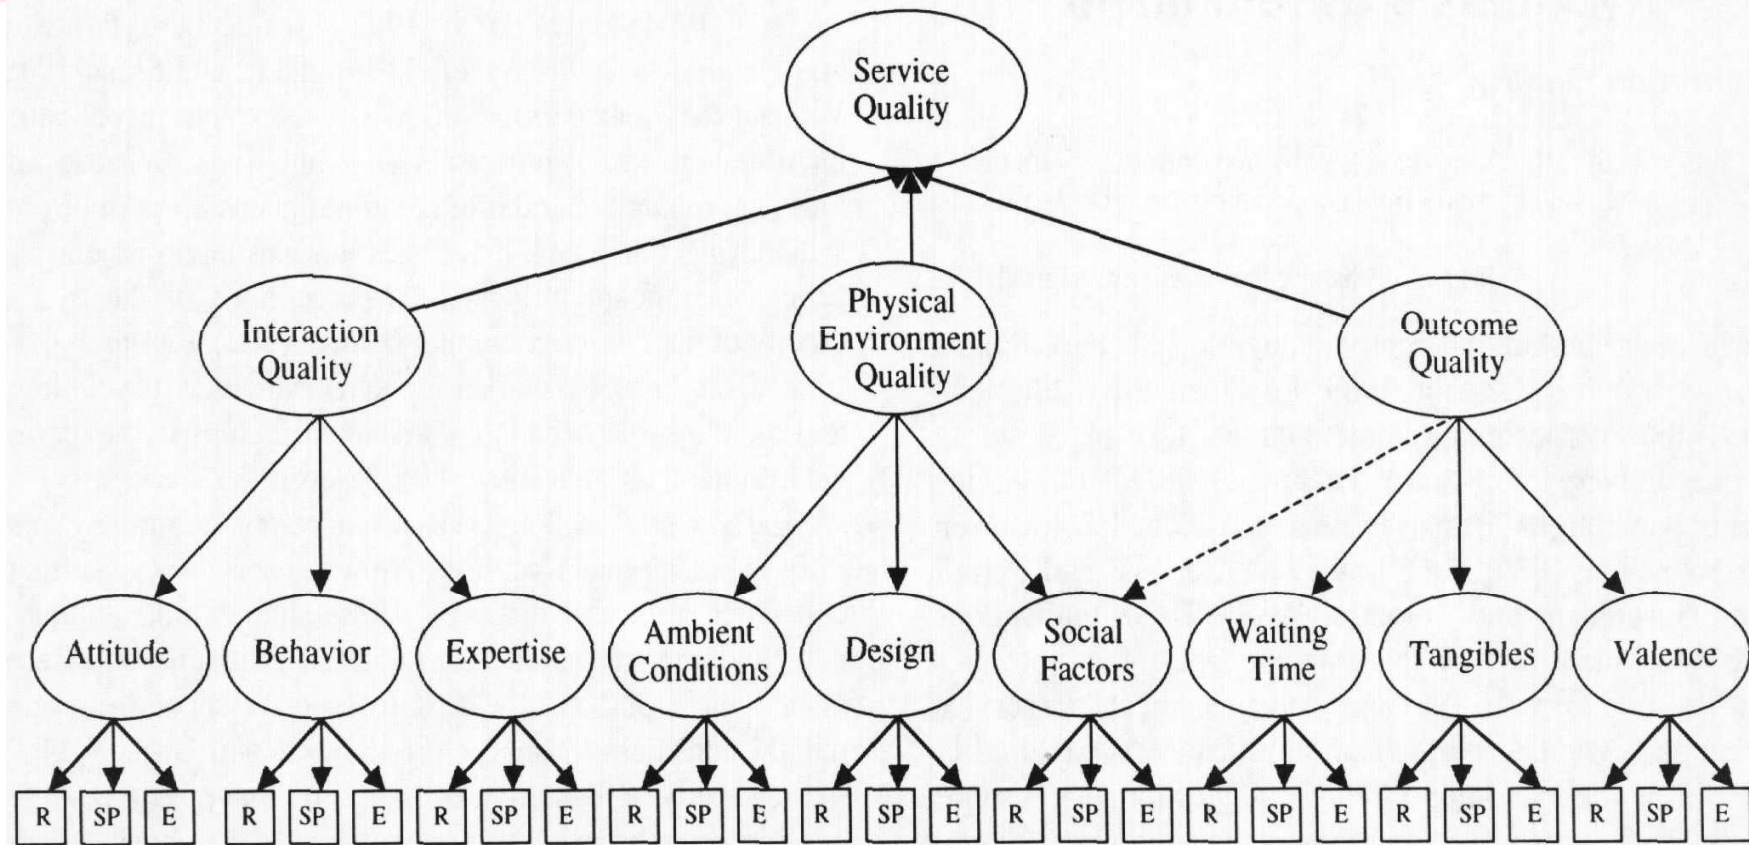 Service
Quality
Interaction
Quality
Physical
Environment
Quality
Outcome
Quality
Attitude
Behavior
Expertise
Ambient
Conditions
Design
Social
Factors
Waiting
Time
Tangibles
Valence
R SP E R SP E R SP E R SP E R SP E R SP E R SP E R SP E R SP E